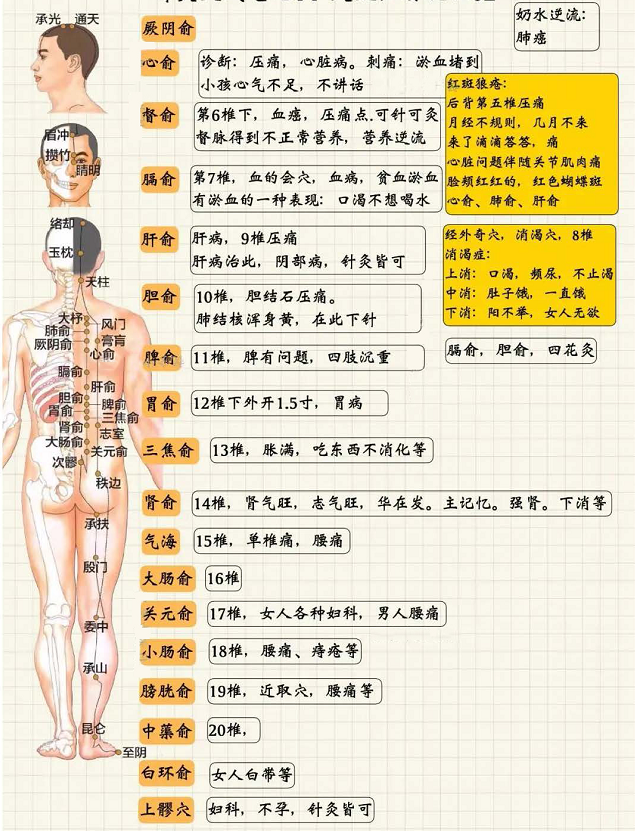 承光
通天
眉冲
攒竹
睛明
络却
玉枕
天柱
大杼
风门
肺俞
膏肓
厥阴俞
心俞
膈俞
肝俞
胆俞
脾俞
胃俞
三焦俞
肾俞
志室
大肠俞
关元俞
次髎
秩边
承扶
殷门
委中
承山
昆仑
至阴
厥阴俞
奶水逆流：
肺癌
心俞
诊断：压痛，心脏病。刺痛：淤血堵到
小孩心气不足，不讲话
督俞
第6椎下，血癌，压痛点.可针可灸
督脉得到不正常营养，营养逆流
膈俞
第7椎，血的会穴，血病，贫血淤血
有淤血的一种表现：口渴不想喝水
红斑狼疮：
后背第五椎压痛
月经不规则，几月不来
来了滴滴答答，痛
心脏问题伴随关节肌肉痛
脸颊红红的，红色蝴蝶斑
心俞、肺俞、肝俞
肝俞
肝病，9椎压痛
肝病治此，阴部病，针灸皆可
经外奇穴，消渴穴，8椎
消渴症：
上消：口渴，频尿，不止渴
中消：肚子饿，一直饿
下消：阳不举，女人无欲
胆俞
10椎，胆结石压痛。
肺结核浑身黄，在此下针
脾俞
11椎，脾有问题，四肢沉重
膈俞，胆俞，四花灸
胃俞
12椎下外开1.5寸，胃病
三焦俞
13椎，胀满，吃东西不消化等
肾俞
14椎，肾气旺，志气旺，华在发。主记忆。强肾。下消等
气海
15椎，单椎痛，腰痛
大肠俞
16椎
关元俞
17椎，女人各种妇科，男人腰痛
小肠俞
18椎，腰痛、痔疮等
膀胱俞
19椎，近取穴，腰痛等
中蕖俞
20椎，
白环俞
女人白带等
上髎穴
妇科，不孕，针灸皆可